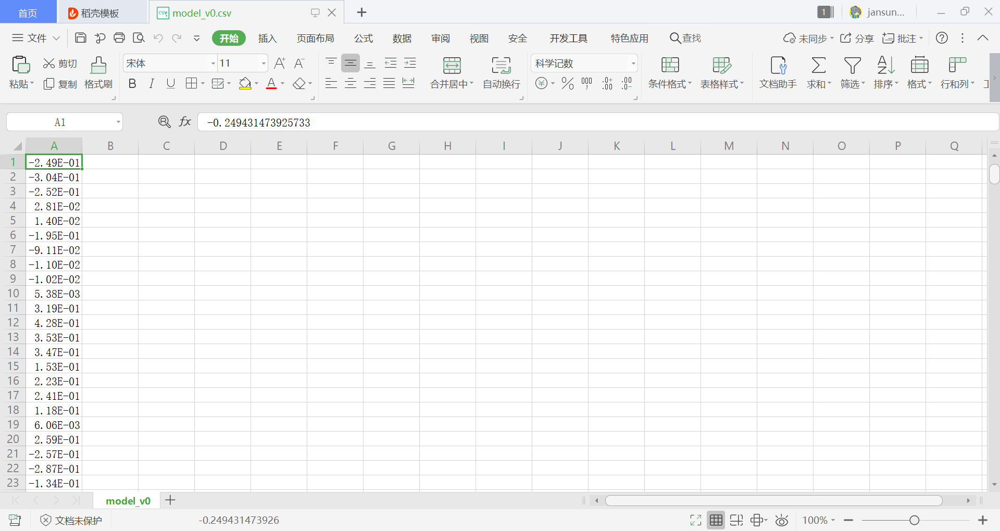 首页 稻壳模板 model_v0.csv 1 jansun...
文件 开始 插入 页面布局 公式 数据 审阅 视图 安全 开发工具 特色应用 查找 未同步 分享 批注
粘贴 剪切 复制 格式刷 宋体 11 合并居中 自动换行 科学记数 条件格式 表格样式 文档助手 求和 筛选 排序 格式 行和列
A1 fx -0.249431473925733
A B C D E F G H I J K L M N O P Q
1 -2.49E-01
2 -3.04E-01
3 -2.52E-01
4 2.81E-02
5 1.40E-02
6 -1.95E-01
7 -9.11E-02
8 -1.10E-02
9 -1.02E-02
10 5.38E-03
11 3.19E-01
12 4.28E-01
13 3.53E-01
14 3.47E-01
15 1.53E-01
16 2.23E-01
17 2.41E-01
18 1.18E-01
19 6.06E-03
20 2.59E-01
21 -2.57E-01
22 -2.87E-01
23 -1.34E-01
model_v0
文档未保护 -0.249431473926 100%